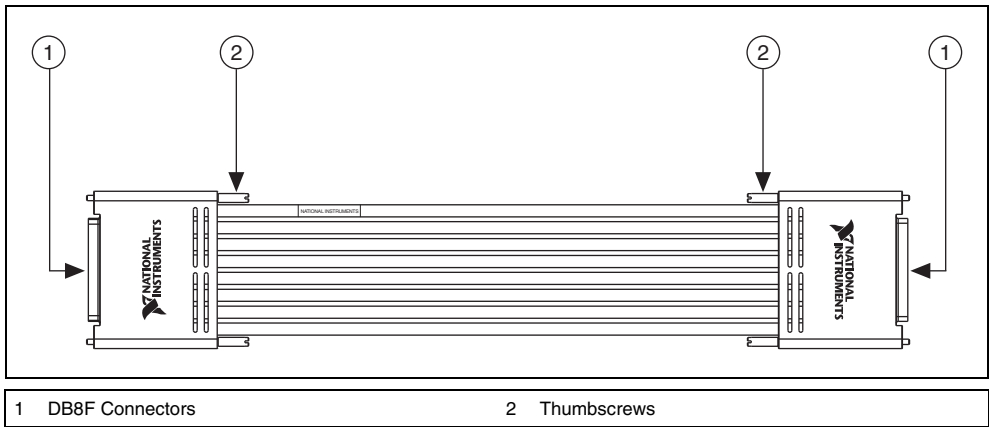 1 2 2 1
NATIONAL INSTRUMENTS
NATIONAL
INSTRUMENTS
NATIONAL
INSTRUMENTS
1 DB8F Connectors 2 Thumbscrews